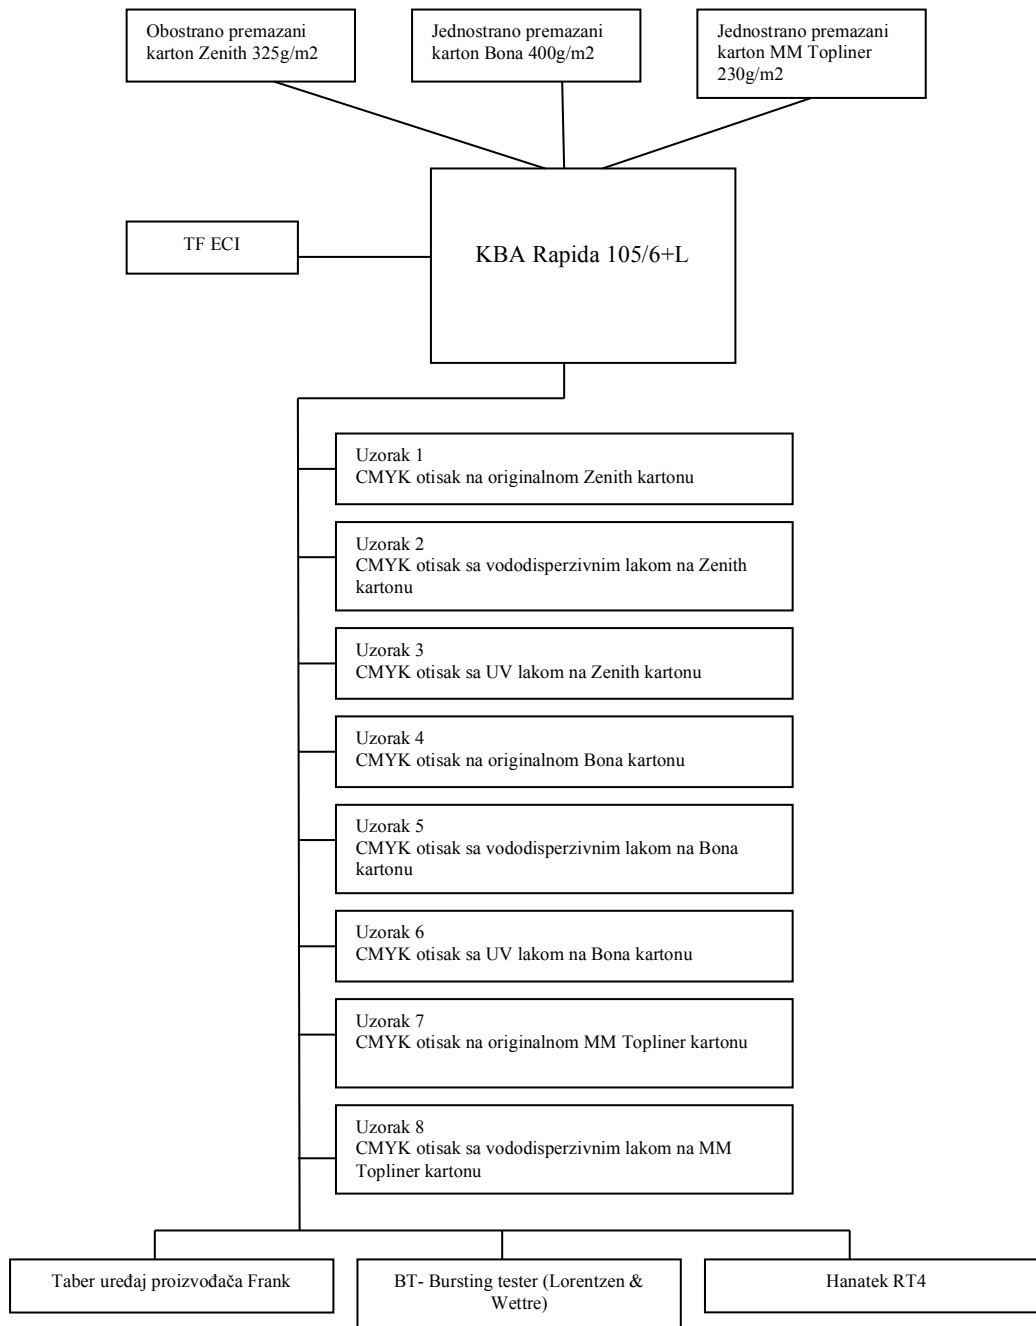 Obostrano premazani
karton Zenith 325g/m2
Jednostrano premazani
karton Bona 400g/m2
Jednostrano premazani
karton MM Topliner
230g/m2
TF ECI
KBA Rapida 105/6+L
Uzorak 1
CMYK otisak na originalnom Zenith kartonu
Uzorak 2
CMYK otisak sa vododisperzivnim lakom na Zenith
kartonu
Uzorak 3
CMYK otisak sa UV lakom na Zenith kartonu
Uzorak 4
CMYK otisak na originalnom Bona kartonu
Uzorak 5
CMYK otisak sa vododisperzivnim lakom na Bona
kartonu
Uzorak 6
CMYK otisak sa UV lakom na Bona kartonu
Uzorak 7
CMYK otisak na originalnom MM Topliner kartonu
Uzorak 8
CMYK otisak sa vododisperzivnim lakom na MM
Topliner kartonu
Taber uređaj proizvođača Frank
BT- Bursting tester (Lorentzen &
Wettre)
Hanatek RT4